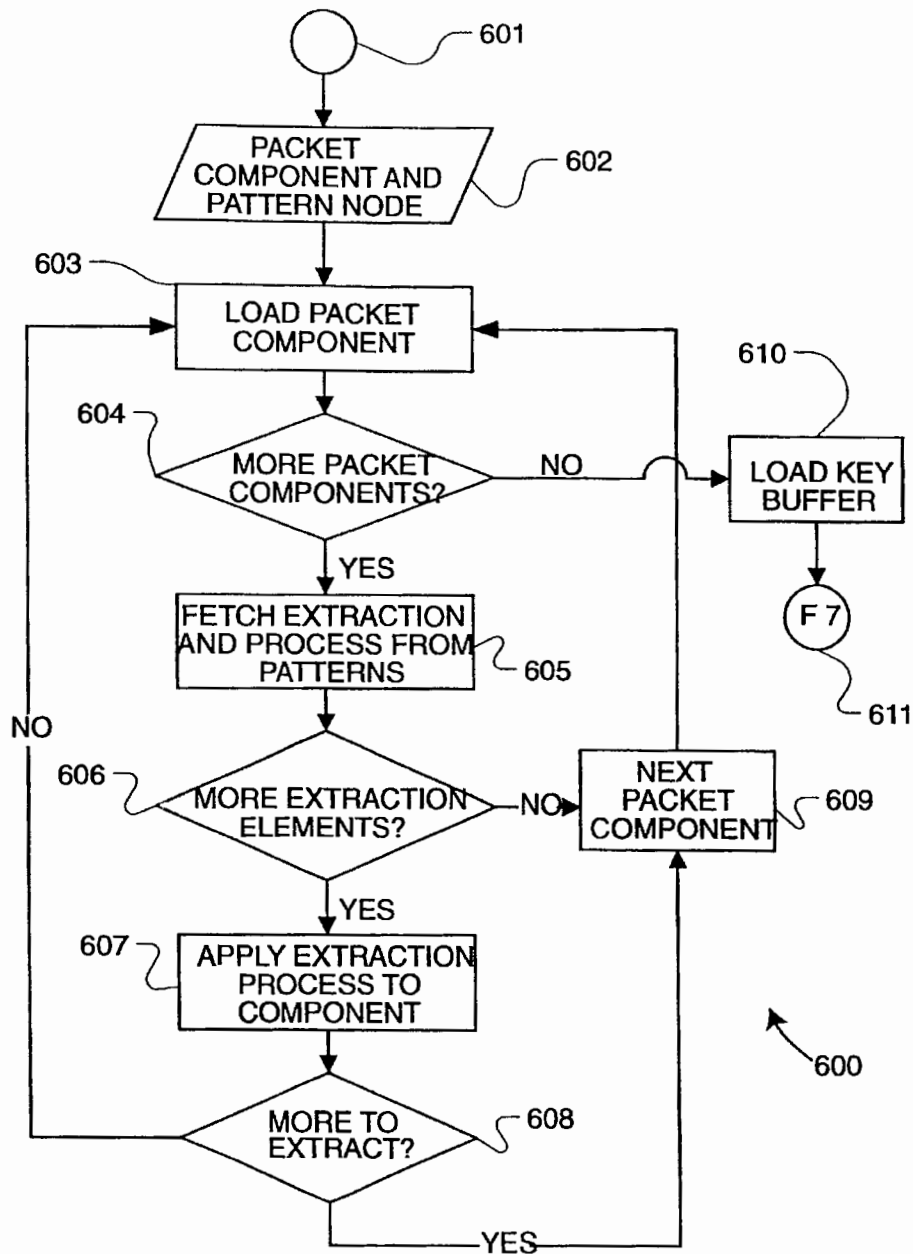 601
PACKET
COMPONENT AND
PATTERN NODE
602
603
LOAD PACKET
COMPONENT
604
MORE PACKET
COMPONENTS?
NO
610
LOAD KEY
BUFFER
YES
FETCH EXTRACTION
AND PROCESS FROM
PATTERNS
605
F 7
611
NO
606
MORE EXTRACTION
ELEMENTS?
NO
NEXT
PACKET
COMPONENT
609
YES
607
APPLY EXTRACTION
PROCESS TO
COMPONENT
600
MORE TO
EXTRACT?
608
YES